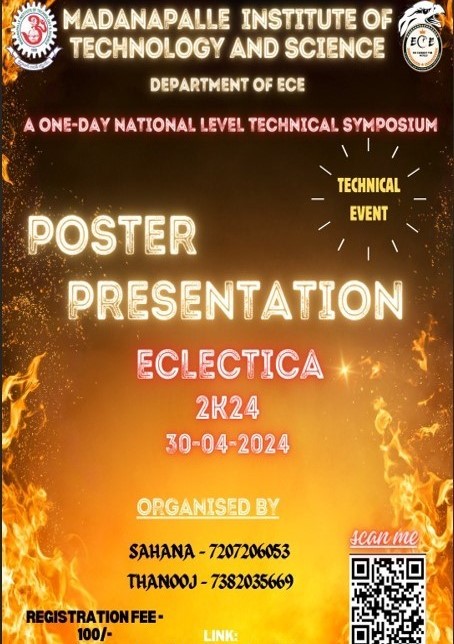 MADANAPALLE INSTITUTE OF
TECHNOLOGY AND SCIENCE
DEPARTMENT OF ECE
A ONE-DAY NATIONAL LEVEL TECHNICAL SYMPOSIUM
TECHNICAL
EVENT
POSTER
PRESENTATION
ECLECTICA
2K24
30-04-2024
ORGANISED BY
SAHANA - 7207206053
THANOOJ - 7382035669
scan me
REGISTRATION FEE -
100/-
LINK:
ECE